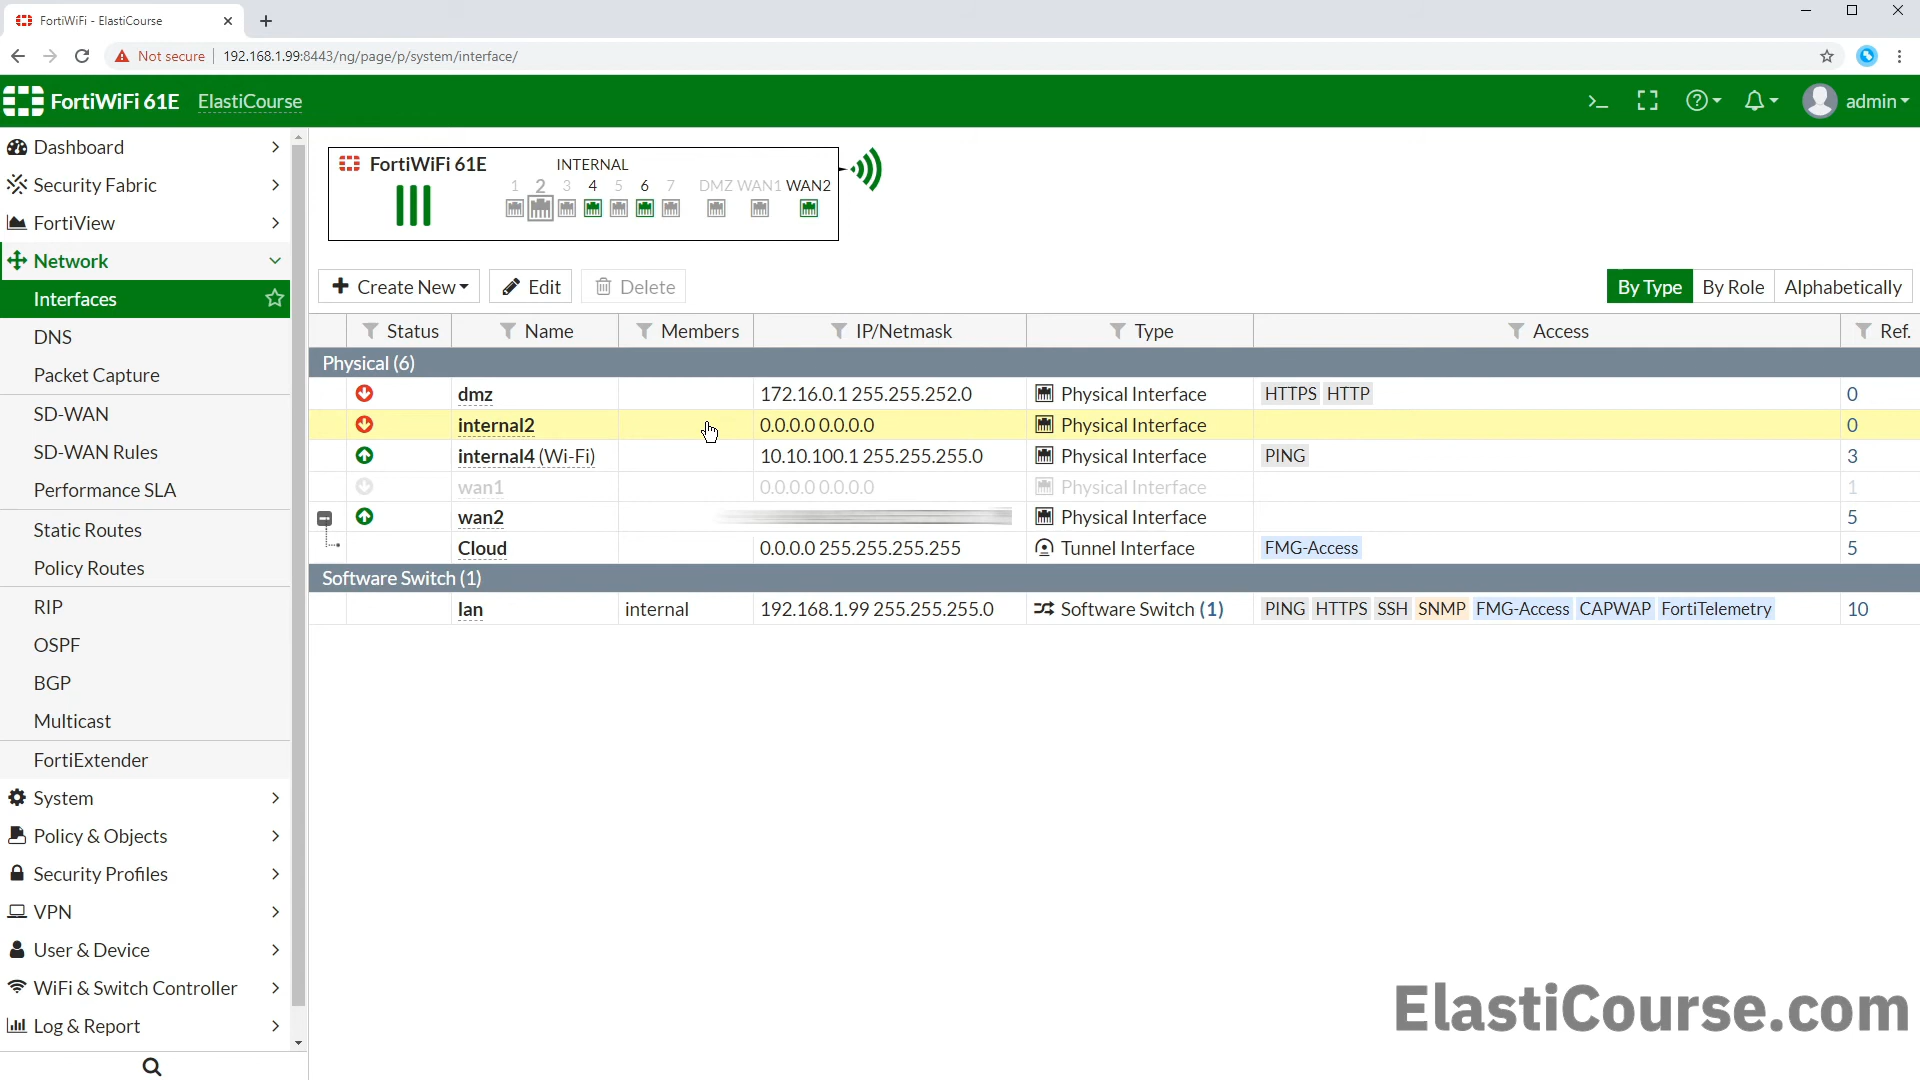 FortiWiFi - ElastiCourse
Not secure
192.168.1.99:8443/ng/page/p/system/interface/
FortiWiFi 61E
ElastiCourse
admin
Dashboard
Security Fabric
FortiView
Network
Interfaces
DNS
Packet Capture
SD-WAN
SD-WAN Rules
Performance SLA
Static Routes
Policy Routes
RIP
OSPF
BGP
Multicast
FortiExtender
System
Policy & Objects
Security Profiles
VPN
User & Device
WiFi & Switch Controller
Log & Report
FortiWiFi 61E
INTERNAL
1 2 3 4 5 6 7 DMZ WAN1 WAN2
Create New Edit Delete
By Type By Role Alphabetically
Status Name Members IP/Netmask Type Access Ref.
Physical (6)
dmz 172.16.0.1 255.255.252.0 Physical Interface HTTPS HTTP 0
internal2 0.0.0.0 0.0.0.0 Physical Interface 0
internal4 (Wi-Fi) 10.10.100.1 255.255.255.0 Physical Interface PING 3
wan1 0.0.0.0 0.0.0.0 Physical Interface 1
wan2 Physical Interface 5
Cloud 0.0.0.0 255.255.255.255 Tunnel Interface FMG-Access 5
Software Switch (1)
lan internal 192.168.1.99 255.255.255.0 Software Switch (1) PING HTTPS SSH SNMP FMG-Access CAPWAP FortiTelemetry 10
ElastiCourse.com